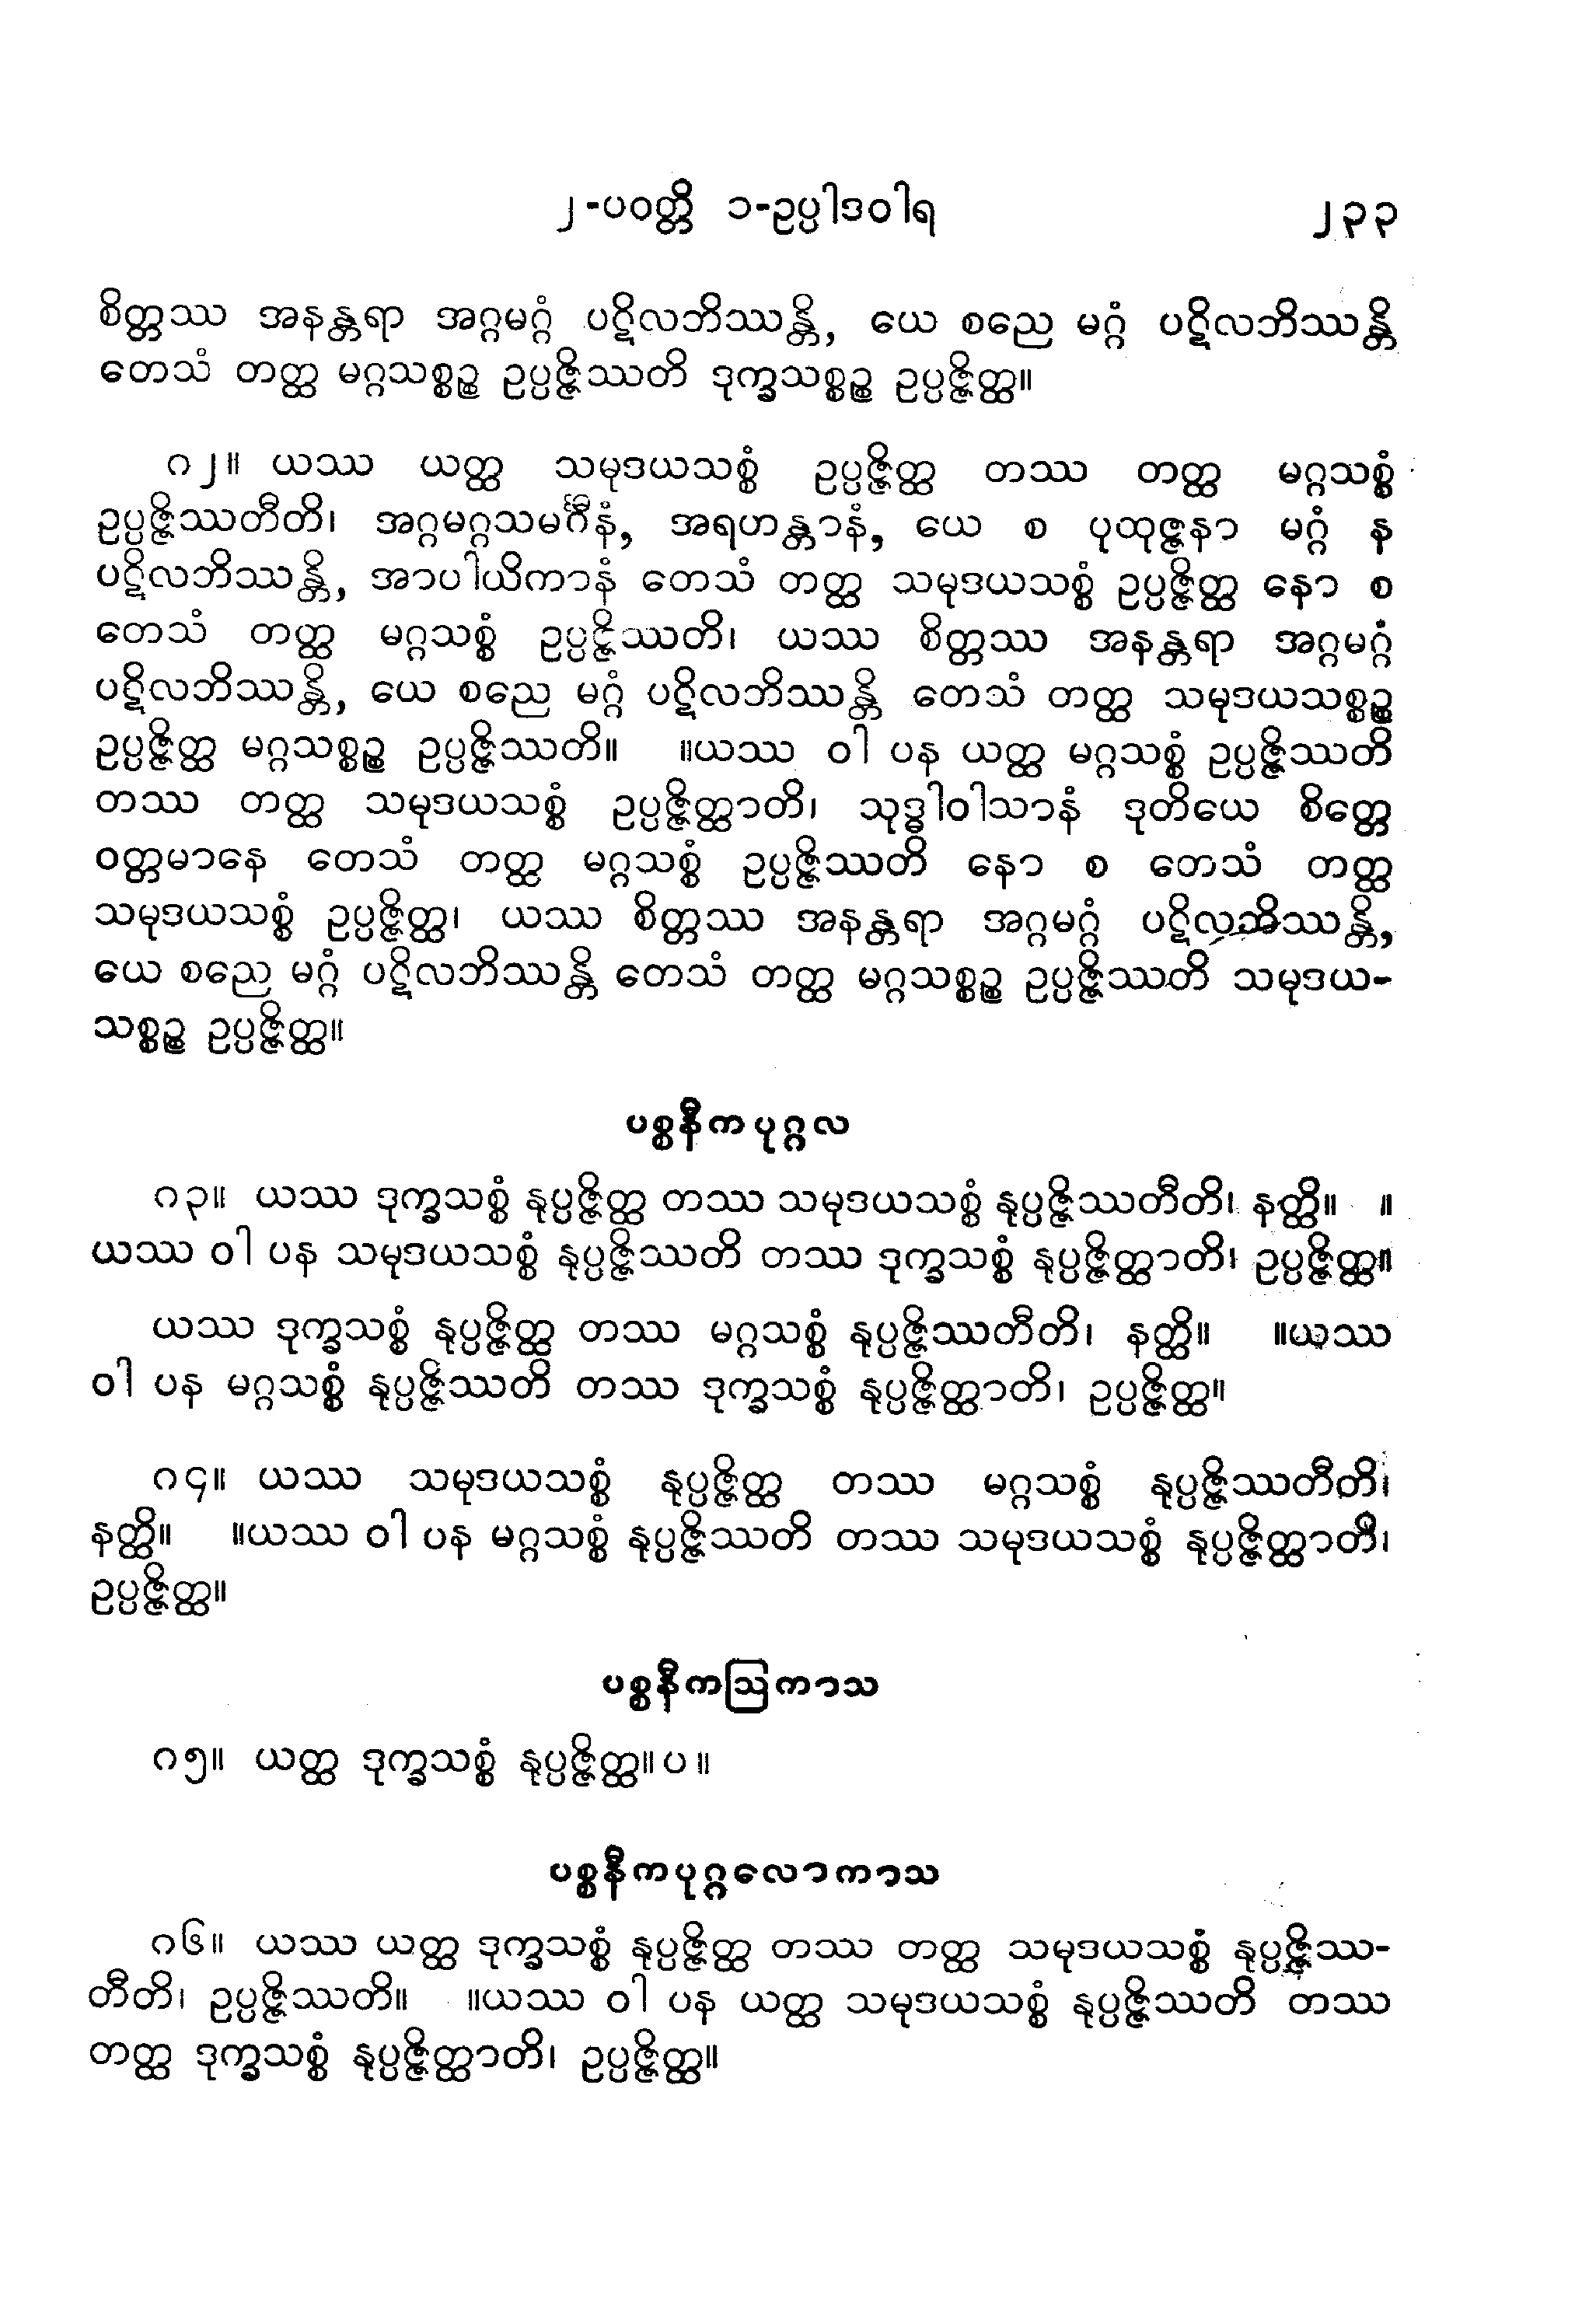 ၂-ပဝတ္တိ ၁-ဥပ္ပါဒဝါရ ၂၃၃
စိတ္တဿ အနန္တရာ အဂ္ဂမဂ္ဂံ ပဋိလဘိဿန္တိ, ယေ စညေ မဂ္ဂံ ပဋိလဘိဿန္တိ
တေသံ တတ္ထ မဂ္ဂသစ္စဉ္စ ဥပ္ပဇ္ဇိဿတိ ဒုက္ခသစ္စဉ္စ ဥပ္ပဇ္ဇိတ္ထ။
ဂ၂။ ယဿ ယတ္ထ သမုဒယသစ္စံ ဥပ္ပဇ္ဇိတ္ထ တဿ တတ္ထ မဂ္ဂသစ္စံ
ဥပ္ပဇ္ဇိဿတီတိ၊ အဂ္ဂမဂ္ဂသမင်္ဂီနံ, အရဟန္တာနံ, ယေ စ ပုထုဇ္ဇနာ မဂ္ဂံ န
ပဋိလဘိဿန္တိ, အာပါယိကာနံ တေသံ တတ္ထ သမုဒယသစ္စံ ဥပ္ပဇ္ဇိတ္ထ နော စ
တေသံ တတ္ထ မဂ္ဂသစ္စံ ဥပ္ပဇ္ဇိဿတိ၊ ယဿ စိတ္တဿ အနန္တရာ အဂ္ဂမဂ္ဂံ
ပဋိလဘိဿန္တိ, ယေ စညေ မဂ္ဂံ ပဋိလဘိဿန္တိ တေသံ တတ္ထ သမုဒယသစ္စဉ္စ
ဥပ္ပဇ္ဇိတ္ထ မဂ္ဂသစ္စဉ္စ ဥပ္ပဇ္ဇိဿတိ။ ။ယဿ ဝါ ပန ယတ္ထ မဂ္ဂသစ္စံ ဥပ္ပဇ္ဇိဿတိ
တဿ တတ္ထ သမုဒယသစ္စံ ဥပ္ပဇ္ဇိတ္ထာတိ၊ သုဒ္ဓါဝါသာနံ ဒုတိယေ စိတ္တေ
ဝတ္တမာနေ တေသံ တတ္ထ မဂ္ဂသစ္စံ ဥပ္ပဇ္ဇိဿတိ နော စ တေသံ တတ္ထ
သမုဒယသစ္စံ ဥပ္ပဇ္ဇိတ္ထ၊ ယဿ စိတ္တဿ အနန္တရာ အဂ္ဂမဂ္ဂံ ပဋိလဘိဿန္တိ,
ယေ စညေ မဂ္ဂံ ပဋိလဘိဿန္တိ တေသံ တတ္ထ မဂ္ဂသစ္စဉ္စ ဥပ္ပဇ္ဇိဿတိ သမုဒယ-
သစ္စဉ္စ ဥပ္ပဇ္ဇိတ္ထ။
ပစ္စနီကပုဂ္ဂလ
ဂ၃။ ယဿ ဒုက္ခသစ္စံ နုပ္ပဇ္ဇိတ္ထ တဿ သမုဒယသစ္စံ နုပ္ပဇ္ဇိဿတီတိ၊ နတ္ထိ။ ။
ယဿ ဝါ ပန သမုဒယသစ္စံ နုပ္ပဇ္ဇိဿတိ တဿ ဒုက္ခသစ္စံ နုပ္ပဇ္ဇိတ္ထာတိ၊ ဥပ္ပဇ္ဇိတ္ထ။
ယဿ ဒုက္ခသစ္စံ နုပ္ပဇ္ဇိတ္ထ တဿ မဂ္ဂသစ္စံ နုပ္ပဇ္ဇိဿတီတိ၊ နတ္ထိ။ ။ယဿ
ဝါ ပန မဂ္ဂသစ္စံ နုပ္ပဇ္ဇိဿတိ တဿ ဒုက္ခသစ္စံ နုပ္ပဇ္ဇိတ္ထာတိ၊ ဥပ္ပဇ္ဇိတ္ထ။
ဂ၄။ ယဿ သမုဒယသစ္စံ နုပ္ပဇ္ဇိတ္ထ တဿ မဂ္ဂသစ္စံ နုပ္ပဇ္ဇိဿတီတိ၊
နတ္ထိ။ ။ယဿ ဝါ ပန မဂ္ဂသစ္စံ နုပ္ပဇ္ဇိဿတိ တဿ သမုဒယသစ္စံ နုပ္ပဇ္ဇိတ္ထာတိ၊
ဥပ္ပဇ္ဇိတ္ထ။
ပစ္စနီကဩကာသ
ဂ၅။ ယတ္ထ ဒုက္ခသစ္စံ နုပ္ပဇ္ဇိတ္ထ။ပ။
ပစ္စနီကပုဂ္ဂလောကာသ
ဂ၆။ ယဿ ယတ္ထ ဒုက္ခသစ္စံ နုပ္ပဇ္ဇိတ္ထ တဿ တတ္ထ သမုဒယသစ္စံ နုပ္ပဇ္ဇိဿ-
တီတိ၊ ဥပ္ပဇ္ဇိဿတိ။ ။ယဿ ဝါ ပန ယတ္ထ သမုဒယသစ္စံ နုပ္ပဇ္ဇိဿတိ တဿ
တတ္ထ ဒုက္ခသစ္စံ နုပ္ပဇ္ဇိတ္ထာတိ၊ ဥပ္ပဇ္ဇိတ္ထ။